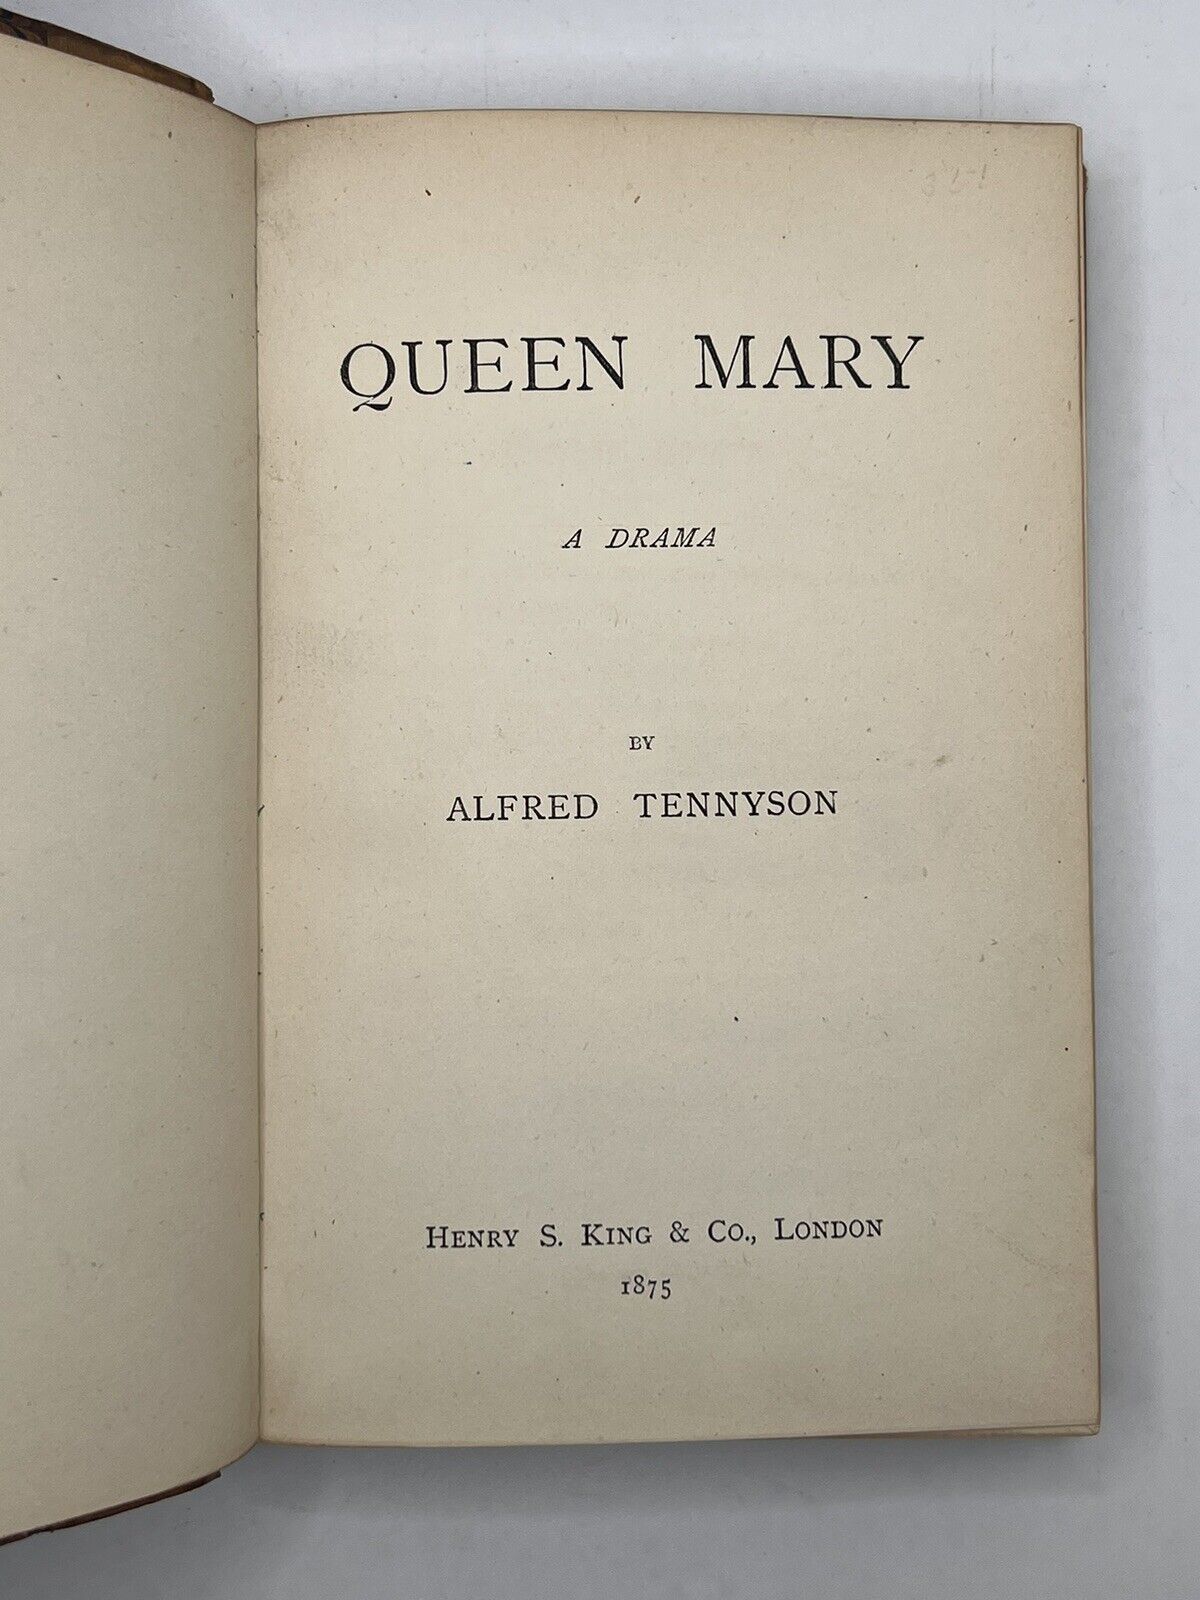 QUEEN MARY
A DRAMA
BY
ALFRED TENNYSON
HENRY S. KING & CO., LONDON
1875